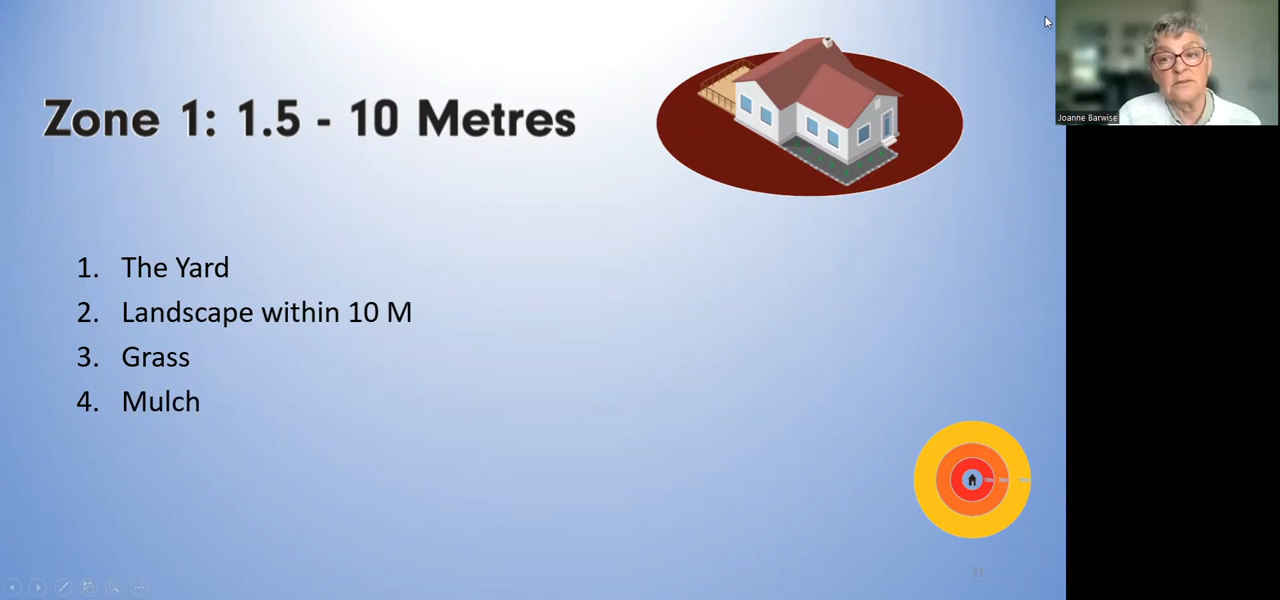 Zone 1: 1.5 - 10 Metres
Joanne Barwise
1. The Yard
2. Landscape within 10 M
3. Grass
4. Mulch
21